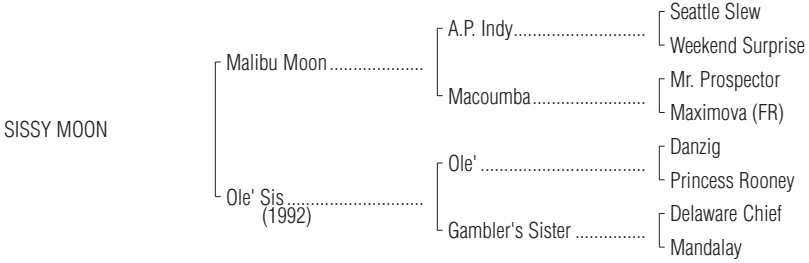 Seattle Slew
A.P. Indy..............................
Weekend Surprise
Malibu Moon.....................
Mr. Prospector
Macoumba..........................
Maximova (FR)
SISSY MOON
Danzig
Ole'.....................................
Princess Rooney
Ole' Sis..............................
(1992)
Delaware Chief
Gambler's Sister................
Mandalay